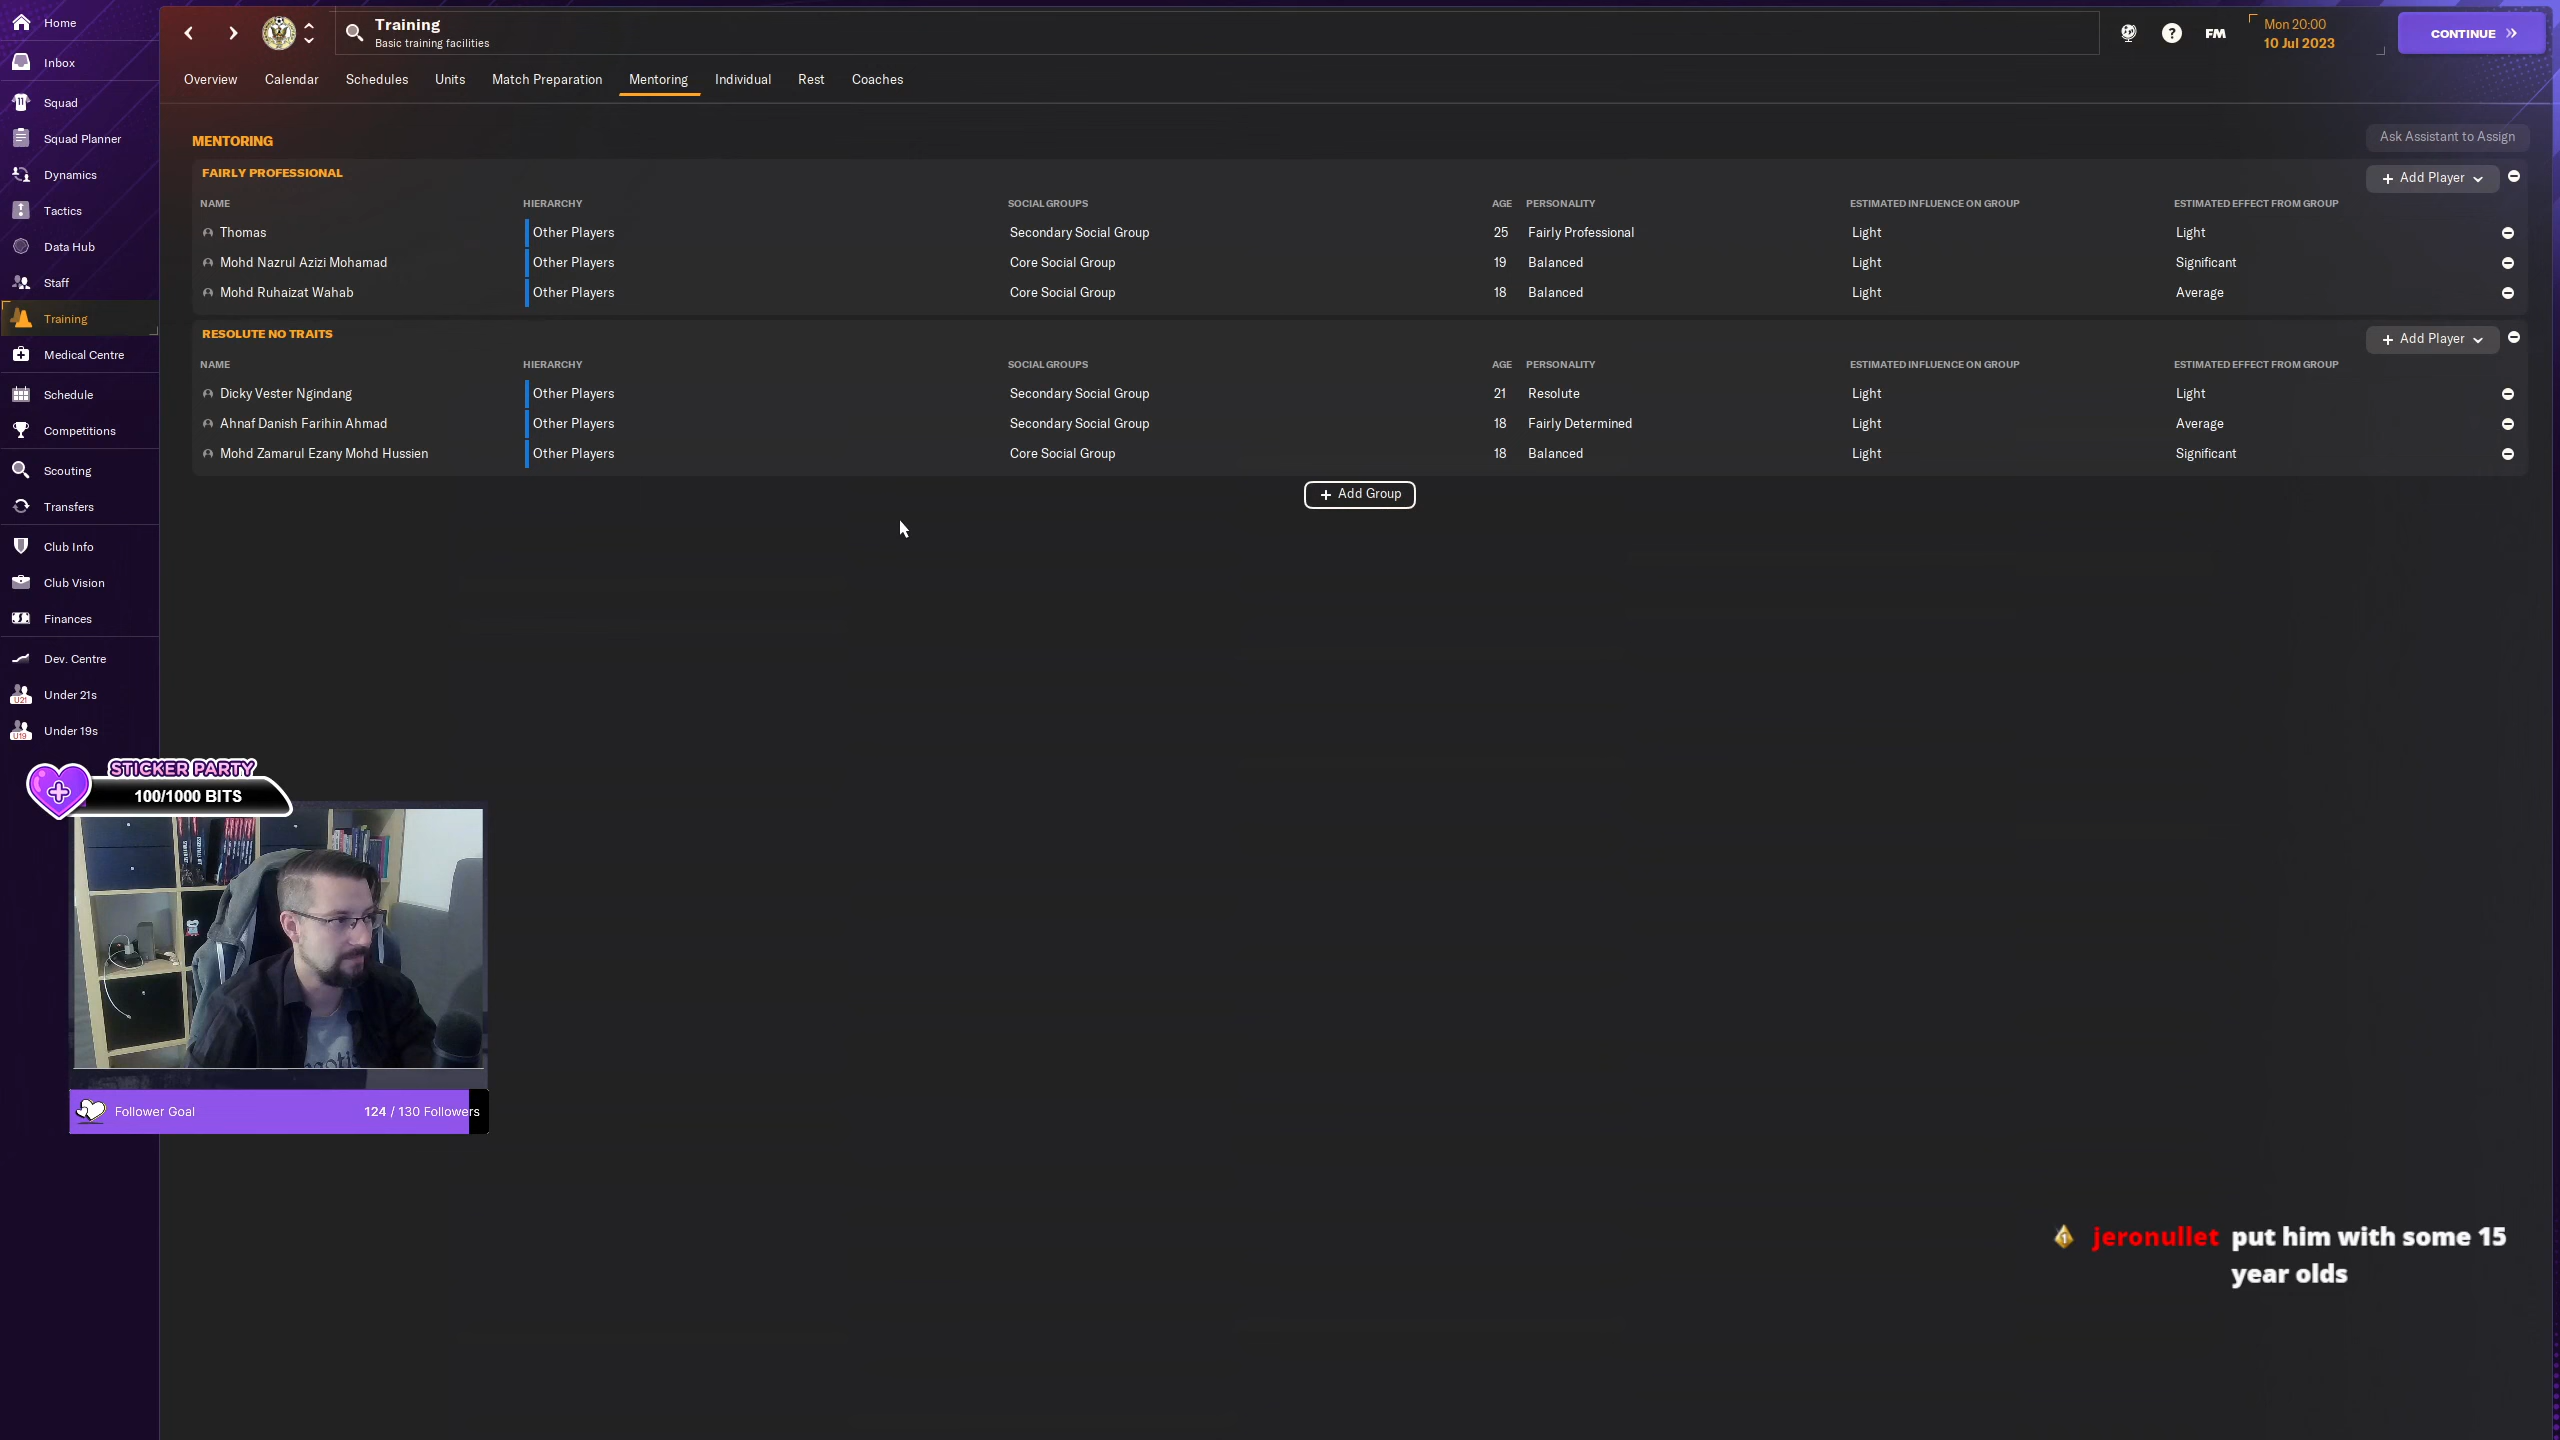 Home
Inbox
Squad
Squad Planner
Dynamics
Tactics
Data Hub
Staff
Training
Medical Centre
Schedule
Competitions
Scouting
Transfers
Club Info
Club Vision
Finances
Dev. Centre
U21
Under 21s
U19
Under 19s
Training
Basic training facilities
FM
Mon 20:00
10 Jul 2023
CONTINUE
Overview Calendar Schedules Units Match Preparation Mentoring Individual Rest Coaches
MENTORING
Ask Assistant to Assign
FAIRLY PROFESSIONAL
Add Player
NAME HIERARCHY SOCIAL GROUPS AGE PERSONALITY ESTIMATED INFLUENCE ON GROUP ESTIMATED EFFECT FROM GROUP
Thomas Other Players Secondary Social Group 25 Fairly Professional Light Light
Mohd Nazrul Azizi Mohamad Other Players Core Social Group 19 Balanced Light Significant
Mohd Ruhaizat Wahab Other Players Core Social Group 18 Balanced Light Average
RESOLUTE NO TRAITS
Add Player
NAME HIERARCHY SOCIAL GROUPS AGE PERSONALITY ESTIMATED INFLUENCE ON GROUP ESTIMATED EFFECT FROM GROUP
Dicky Vester Ngindang Other Players Secondary Social Group 21 Resolute Light Light
Ahnaf Danish Farihin Ahmad Other Players Secondary Social Group 18 Fairly Determined Light Average
Mohd Zamarul Ezany Mohd Hussien Other Players Core Social Group 18 Balanced Light Significant
Add Group
STICKER PARTY
100/1000 BITS
Follower Goal 124 / 130 Followers
jeronullet put him with some 15
year olds